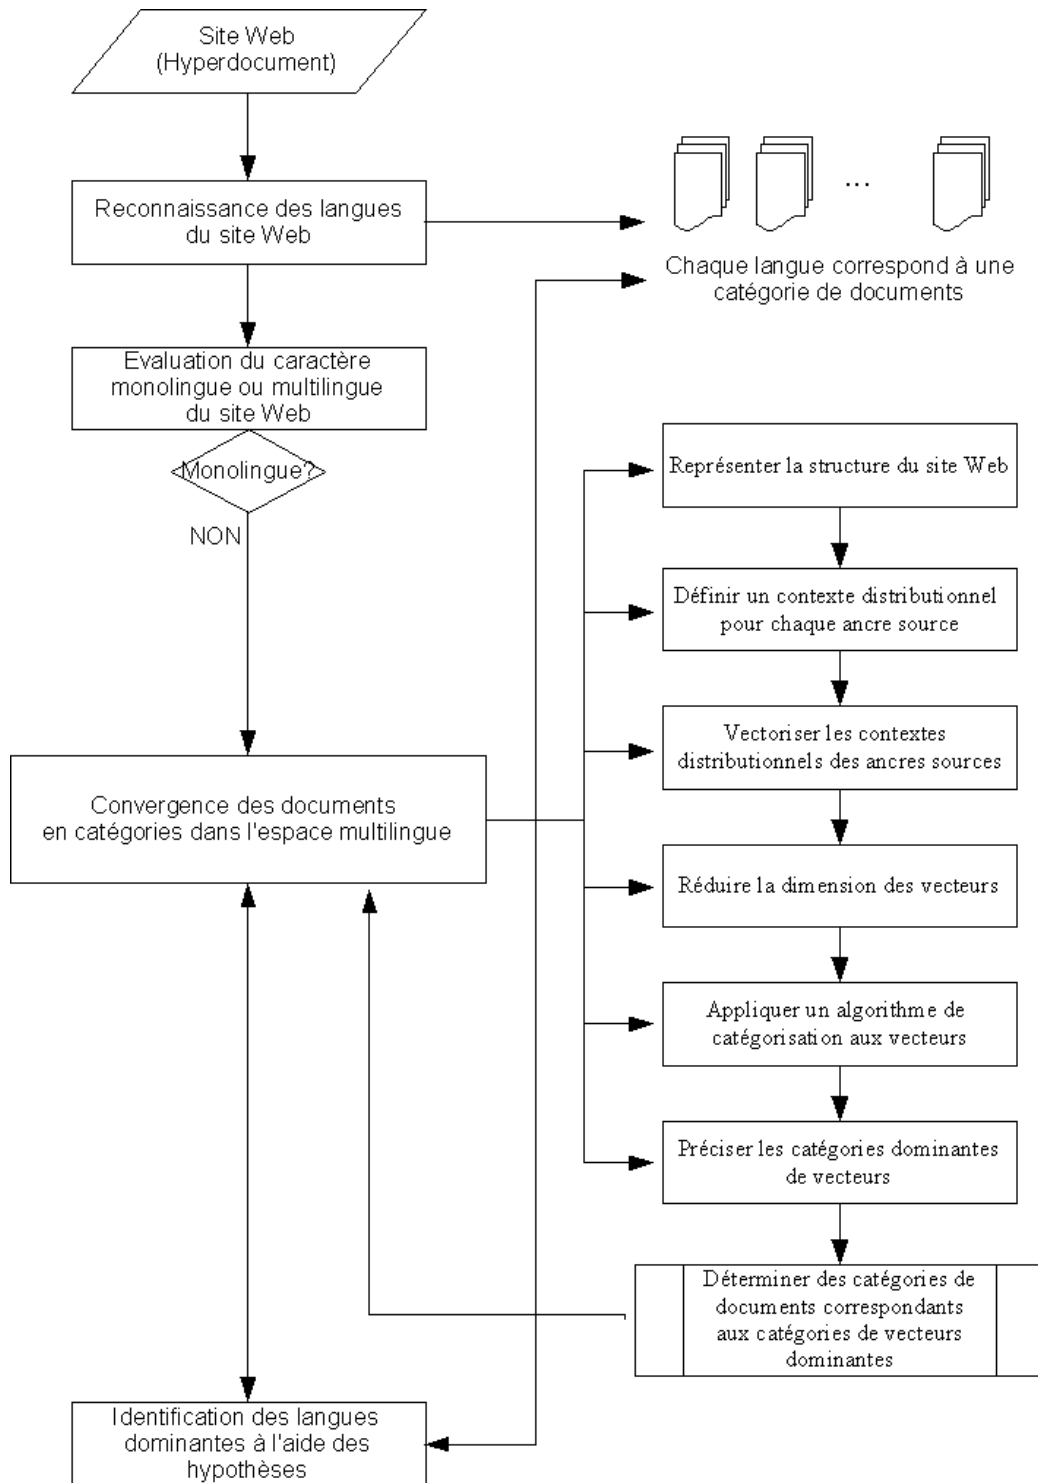 Site Web
(Hyperdocument)
Reconnaissance des langues
du site Web
...
Chaque langue correspond à une
catégorie de documents
Evaluation du caractère
monolingue ou multilingue
du site Web
Monolingue?
NON
Représenter la structure du site Web
Définir un contexte distributionnel
pour chaque ancre source
Vectoriser les contextes
distributionnels des ancres sources
Convergence des documents
en catégories dans l'espace multilingue
Réduire la dimension des vecteurs
Appliquer un algorithme de
catégorisation aux vecteurs
Préciser les catégories dominantes
de vecteurs
Déterminer des catégories de
documents correspondants
aux catégories de vecteurs
dominantes
Identification des langues
dominantes à l'aide des
hypothèses